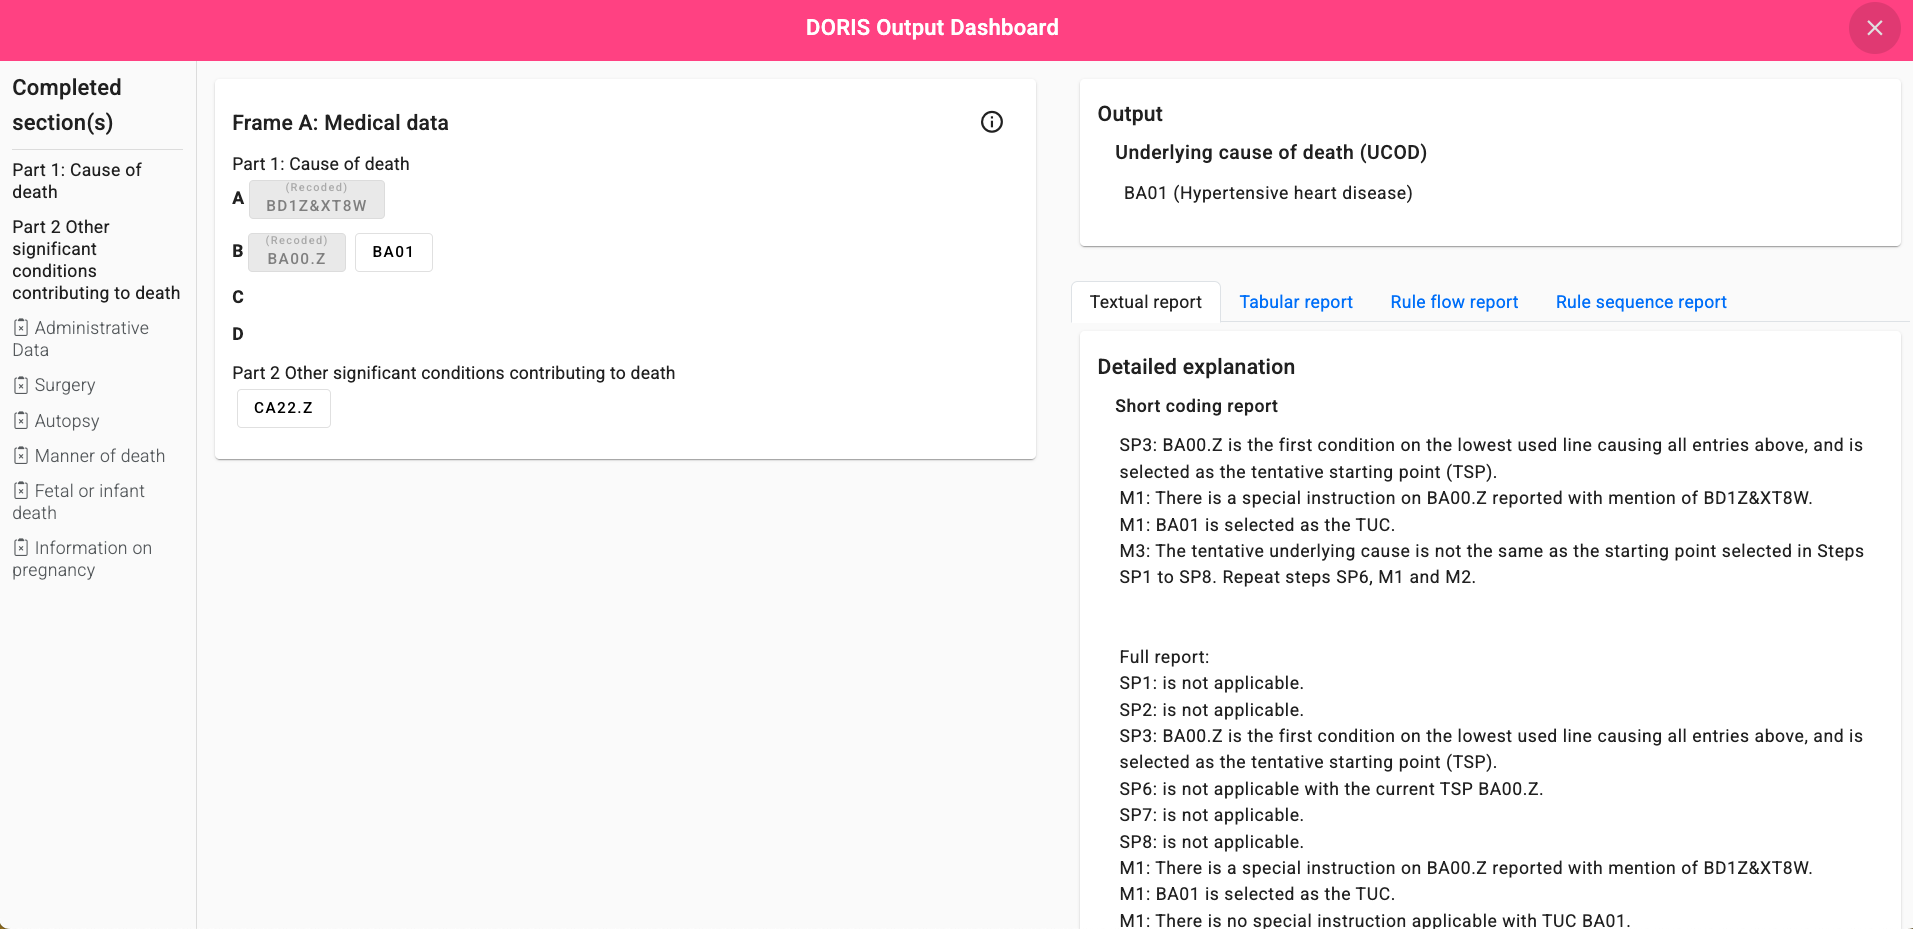 DORIS Output Dashboard
Completed
section(s)
Part 1: Cause of
death
Part 2 Other
significant
conditions
contributing to death
Administrative
Data
Surgery
Autopsy
Manner of death
Fetal or infant
death
Information on
pregnancy
Frame A: Medical data
Part 1: Cause of death
A (Recoded) BD1Z&XT8W
B (Recoded) BA00.Z BA01
C
D
Part 2 Other significant conditions contributing to death
CA22.Z
Output
Underlying cause of death (UCOD)
BA01 (Hypertensive heart disease)
Textual report Tabular report Rule flow report Rule sequence report
Detailed explanation
Short coding report
SP3: BA00.Z is the first condition on the lowest used line causing all entries above, and is
selected as the tentative starting point (TSP).
M1: There is a special instruction on BA00.Z reported with mention of BD1Z&XT8W.
M1: BA01 is selected as the TUC.
M3: The tentative underlying cause is not the same as the starting point selected in Steps
SP1 to SP8. Repeat steps SP6, M1 and M2.
Full report:
SP1: is not applicable.
SP2: is not applicable.
SP3: BA00.Z is the first condition on the lowest used line causing all entries above, and is
selected as the tentative starting point (TSP).
SP6: is not applicable with the current TSP BA00.Z.
SP7: is not applicable.
SP8: is not applicable.
M1: There is a special instruction on BA00.Z reported with mention of BD1Z&XT8W.
M1: BA01 is selected as the TUC.
M1: There is no special instruction applicable with TUC BA01.